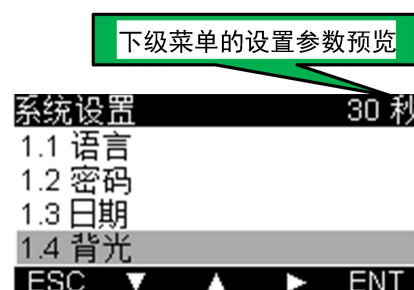 下级菜单的设置参数预览
系统设置 30 秒
1.1 语言
1.2 密码
1.3 日期
1.4 背光
ESC ▼ ▲ ► ENT